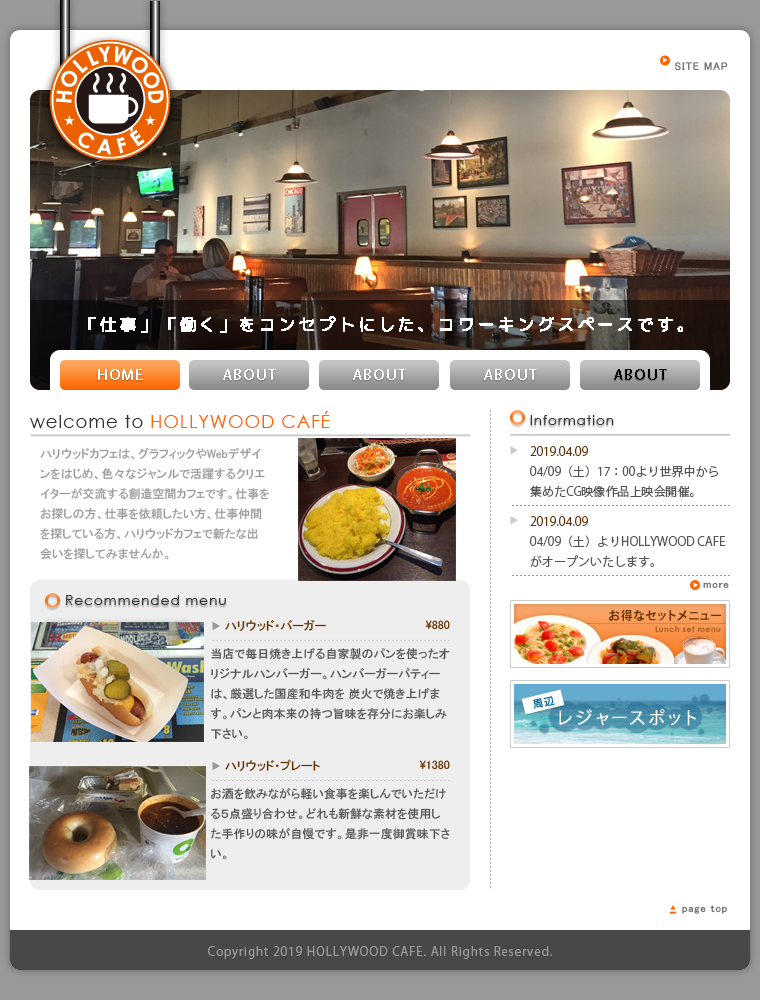 HOLLYWOOD
CAFÉ
SITE MAP
CHICAGO
「仕事」「働く」をコンセプトにした、コワーキングスペースです。
HOME
ABOUT
ABOUT
ABOUT
ABOUT
welcome to HOLLYWOOD CAFÉ
ハリウッドカフェは、グラフィックやWebデザイ
ンをはじめ、色々なジャンルで活躍するクリエ
イターが交流する創造空間カフェです。仕事を
お探しの方、仕事を依頼したい方、仕事仲間
を探している方、ハリウッドカフェで新たな出
会いを探してみませんか。
Recommended menu
ハリウッド・バーガー ¥880
当店で毎日焼き上げる自家製のパンを使ったオ
リジナルハンバーガー。ハンバーガーパティー
は、厳選した国産和牛肉を 炭火で焼き上げま
す。パンと肉本来の持つ旨味を存分にお楽しみ
下さい。
ハリウッド・プレート ¥1380
お酒を飲みながら軽い食事を楽しんでいただけ
る5点盛り合わせ。どれも新鮮な素材を使用し
た手作りの味が自慢です。是非一度御賞味下さ
い。
Information
2019.04.09
04/09（土）17：00より世界中から
集めたCG映像作品上映会開催。
2019.04.09
04/09（土）よりHOLLYWOOD CAFE
がオープンいたします。
more
お得なセットメニュー
Lunch set menu
周辺
レジャースポット
page top
Copyright 2019 HOLLYWOOD CAFE. All Rights Reserved.